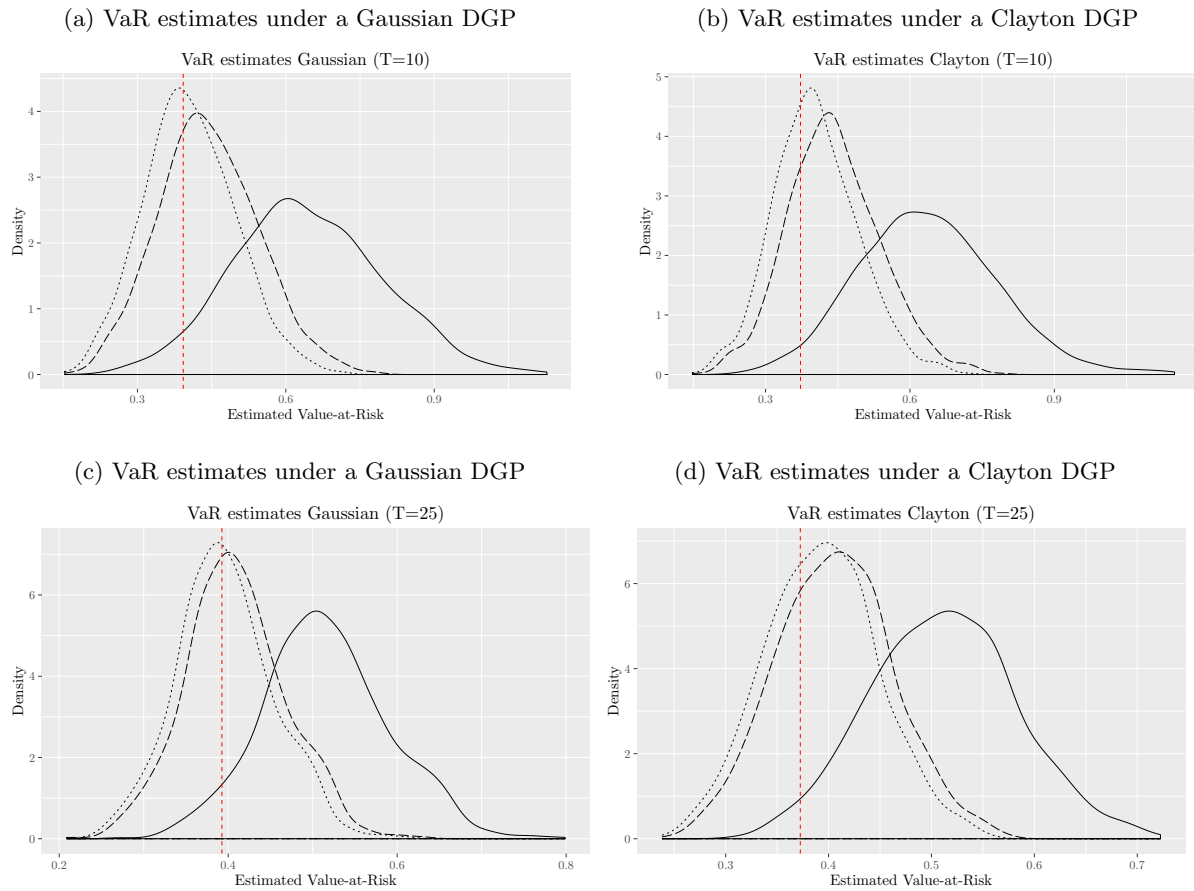 (a) VaR estimates under a Gaussian DGP
VaR estimates Gaussian (T=10)
Density
4
3
2
1
0
0.3 0.6 0.9
Estimated Value-at-Risk
(b) VaR estimates under a Clayton DGP
VaR estimates Clayton (T=10)
Density
5
4
3
2
1
0
0.3 0.6 0.9
Estimated Value-at-Risk
(c) VaR estimates under a Gaussian DGP
VaR estimates Gaussian (T=25)
Density
6
4
2
0
0.2 0.4 0.6 0.8
Estimated Value-at-Risk
(d) VaR estimates under a Clayton DGP
VaR estimates Clayton (T=25)
Density
6
4
2
0
0.3 0.4 0.5 0.6 0.7
Estimated Value-at-Risk